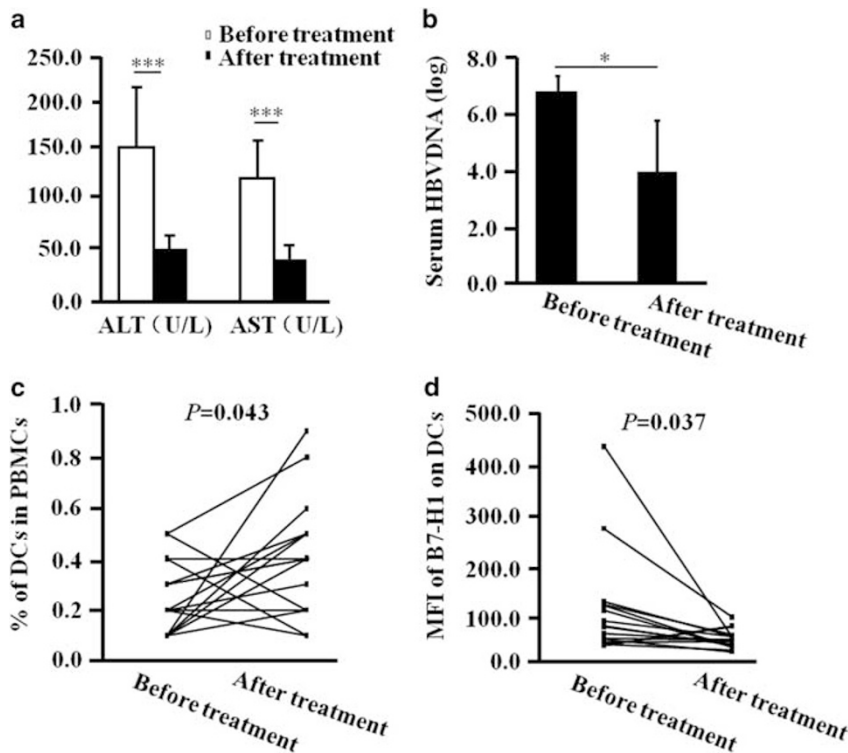 a
Before treatment
After treatment
250.0
200.0
150.0
100.0
50.0
0.0
***
***
ALT (U/L)
AST (U/L)
b
Serum HBVDNA (log)
8.0
6.0
4.0
2.0
0.0
*
Before treatment
After treatment
c
% of DCs in PBMCs
1.0
0.8
0.6
0.4
0.2
0.0
P=0.043
Before treatment
After treatment
d
MFI of B7-H1 on DCs
500.0
400.0
300.0
200.0
100.0
0.0
P=0.037
Before treatment
After treatment